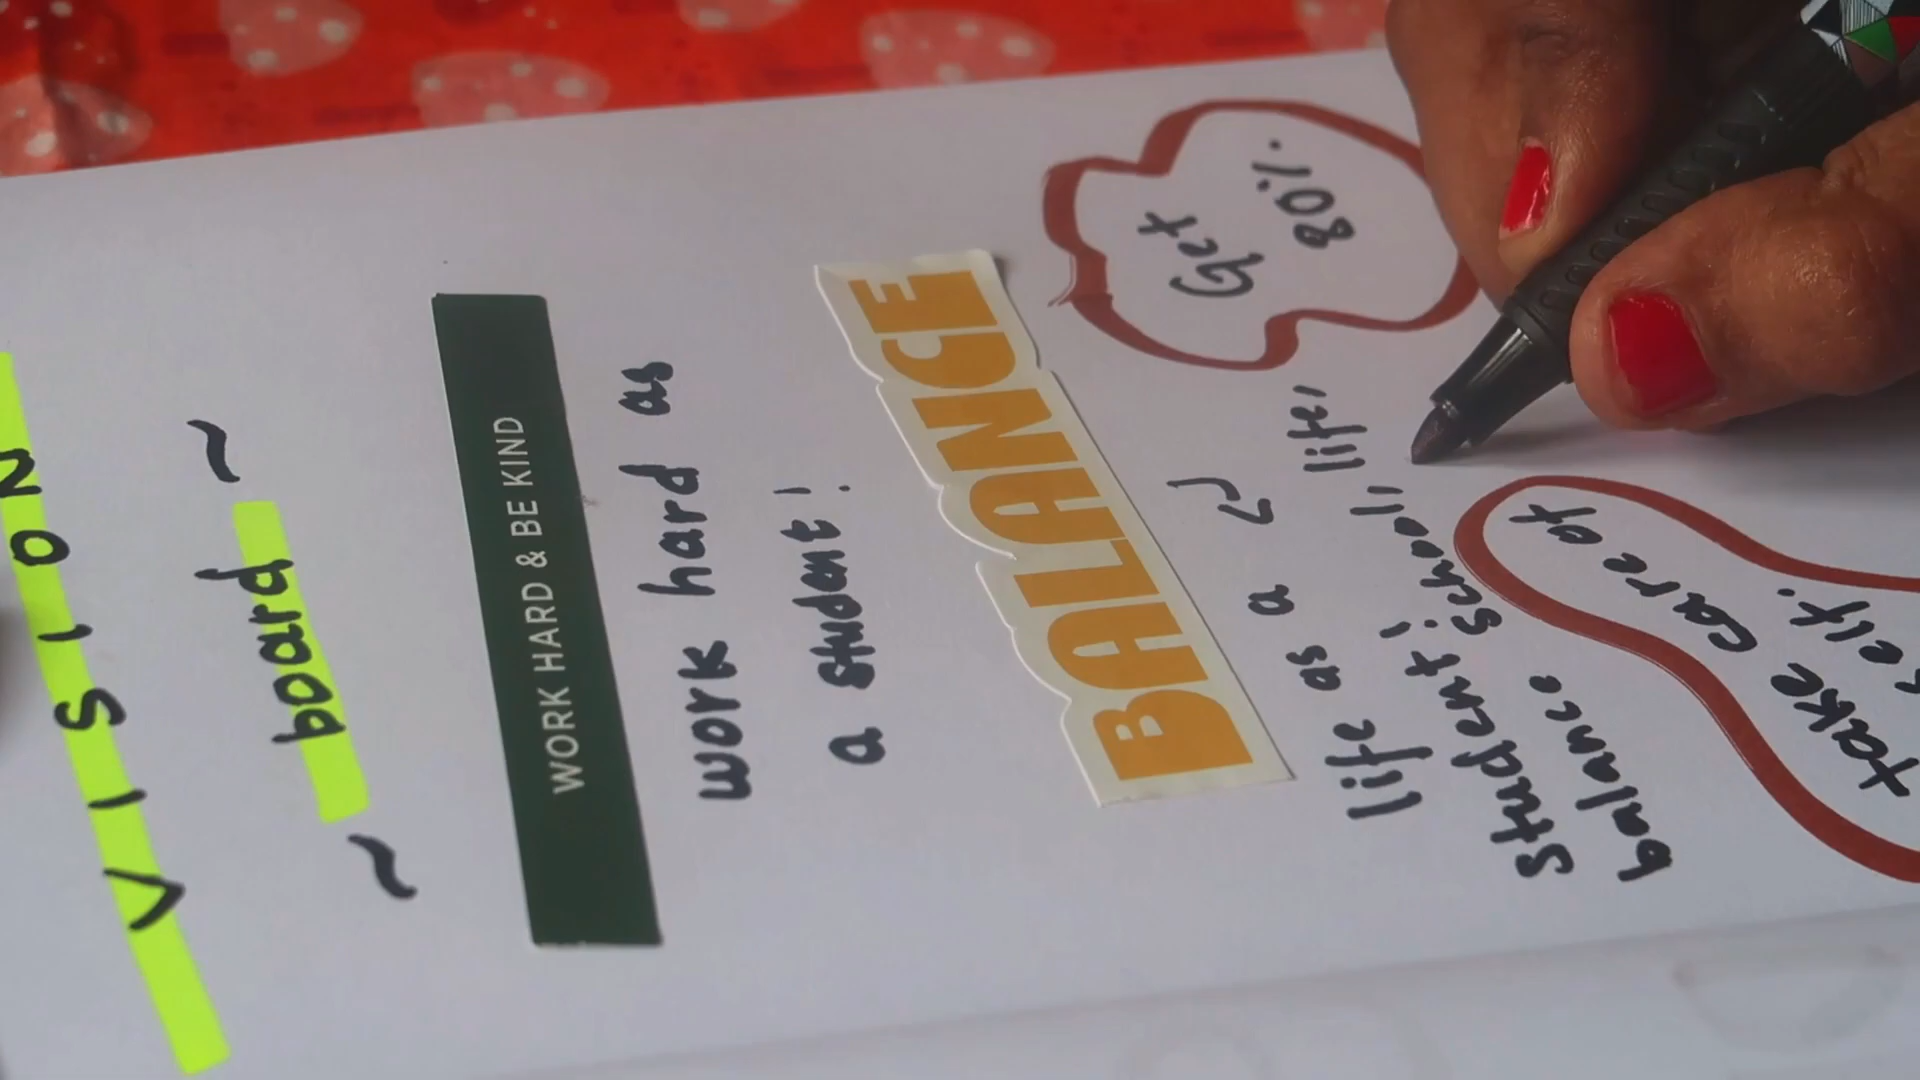 VISION
~ board ~
WORK HARD & BE KIND
work hard as
a student!
BALANCE
life as a
student!
balance school, life,
Get
80%.
take care of
self.